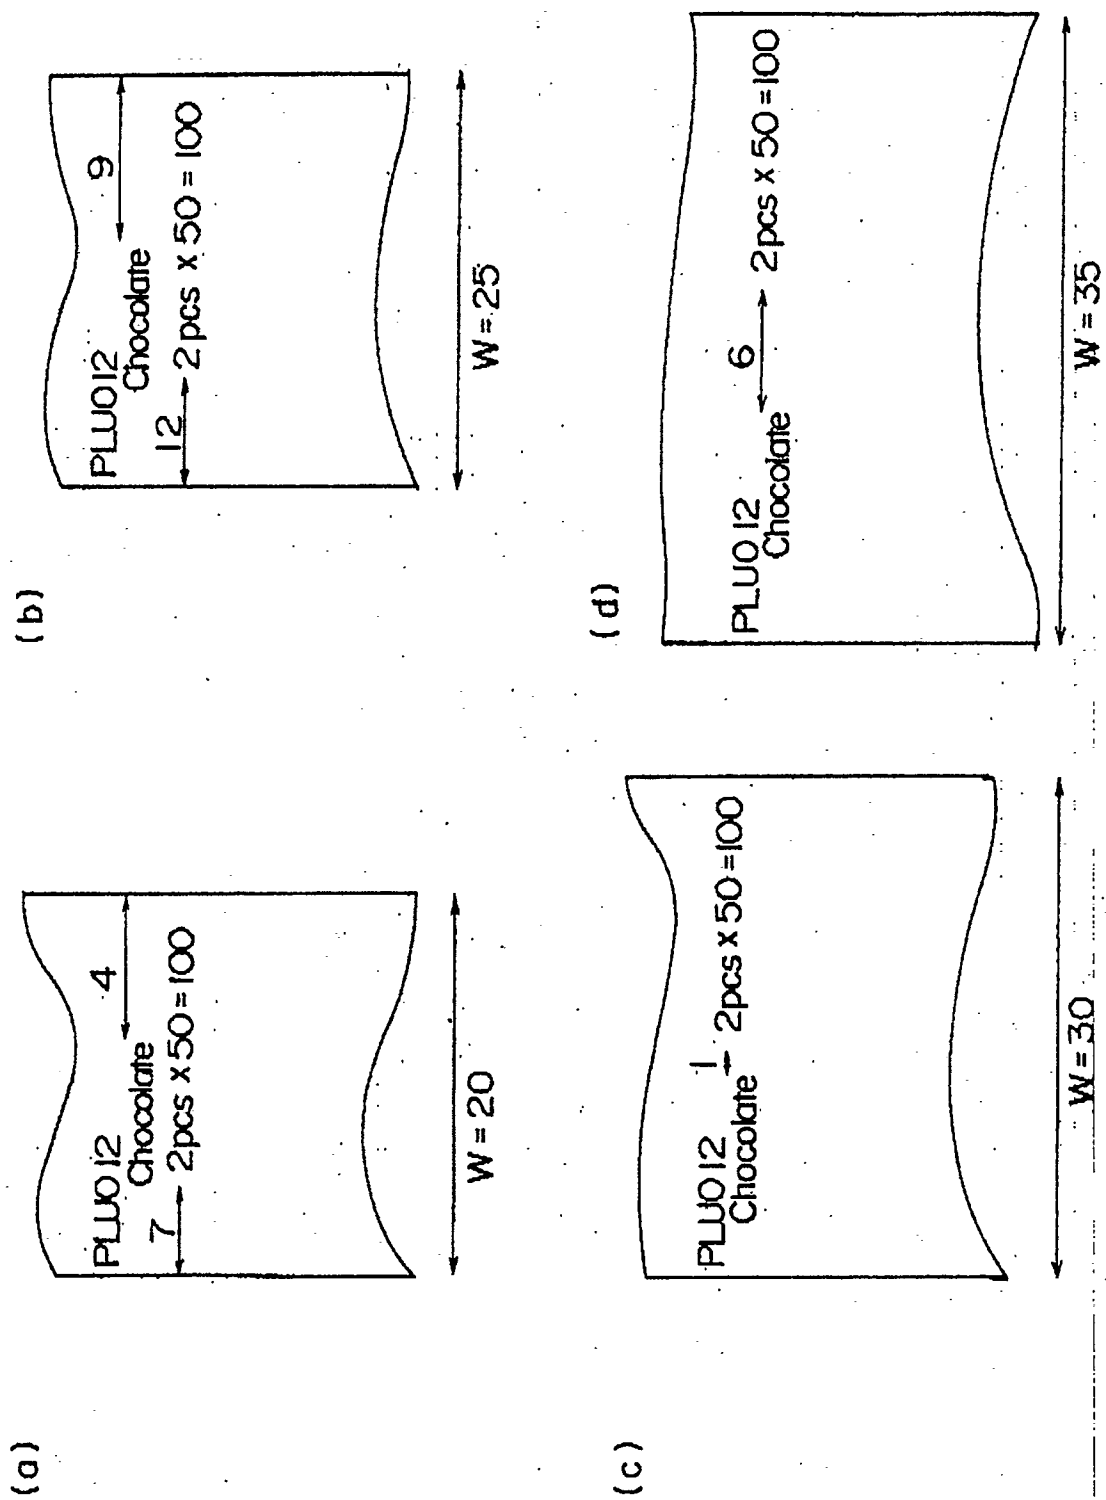 (a)
PLU012
Chocolate
4
7
2pcs x 50=100
W=20
(b)
PLU012
Chocolate
9
12
2pcs x 50=100
W=25
(c)
PLU012
Chocolate
1
2pcs x 50=100
W=30
(d)
PLU012
Chocolate
6
2pcs x 50=100
W=35